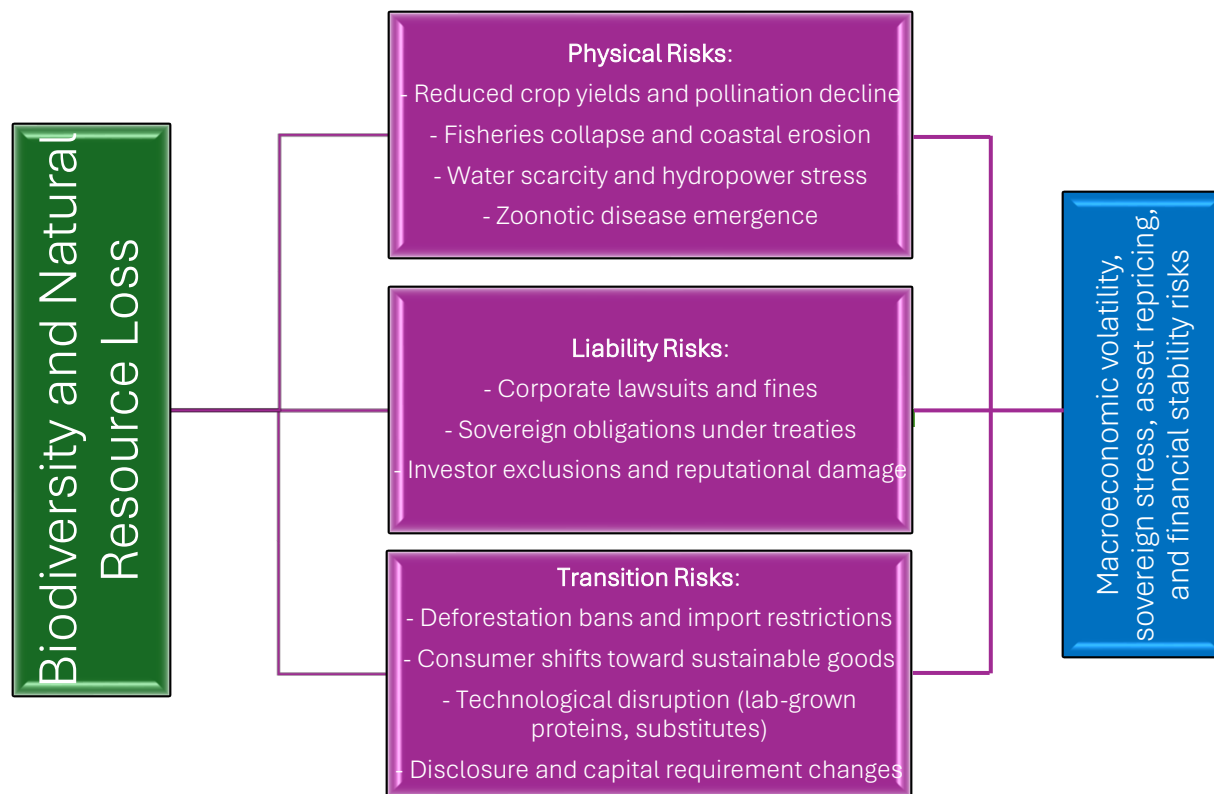 Biodiversity and Natural
Resource Loss
Physical Risks:
- Reduced crop yields and pollination decline
- Fisheries collapse and coastal erosion
- Water scarcity and hydropower stress
- Zoonotic disease emergence
Liability Risks:
- Corporate lawsuits and fines
- Sovereign obligations under treaties
- Investor exclusions and reputational damage
Transition Risks:
- Deforestation bans and import restrictions
- Consumer shifts toward sustainable goods
- Technological disruption (lab-grown
proteins, substitutes)
- Disclosure and capital requirement changes
Macroeconomic volatility,
sovereign stress, asset repricing,
and financial stability risks